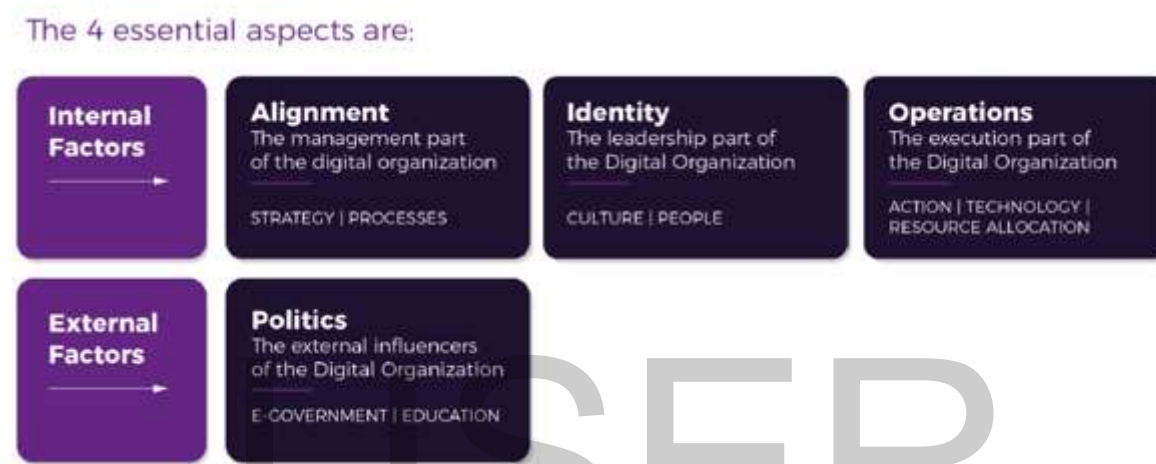 The 4 essential aspects are:
Internal
Factors
Alignment
The management part
of the digital organization
STRATEGY | PROCESSES
Identity
The leadership part of
the Digital Organization
CULTURE | PEOPLE
Operations
The execution part of
the Digital Organization
ACTION | TECHNOLOGY |
RESOURCE ALLOCATION
External
Factors
Politics
The external influencers
of the Digital Organization
E-GOVERNMENT | EDUCATION